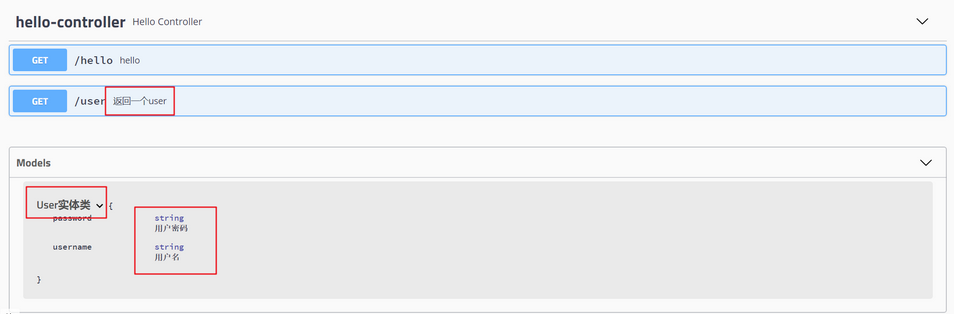 hello-controller Hello Controller
GET /hello hello
GET /user 返回一个user
Models
User实体类 {
password string
用户密码
username string
用户名
}